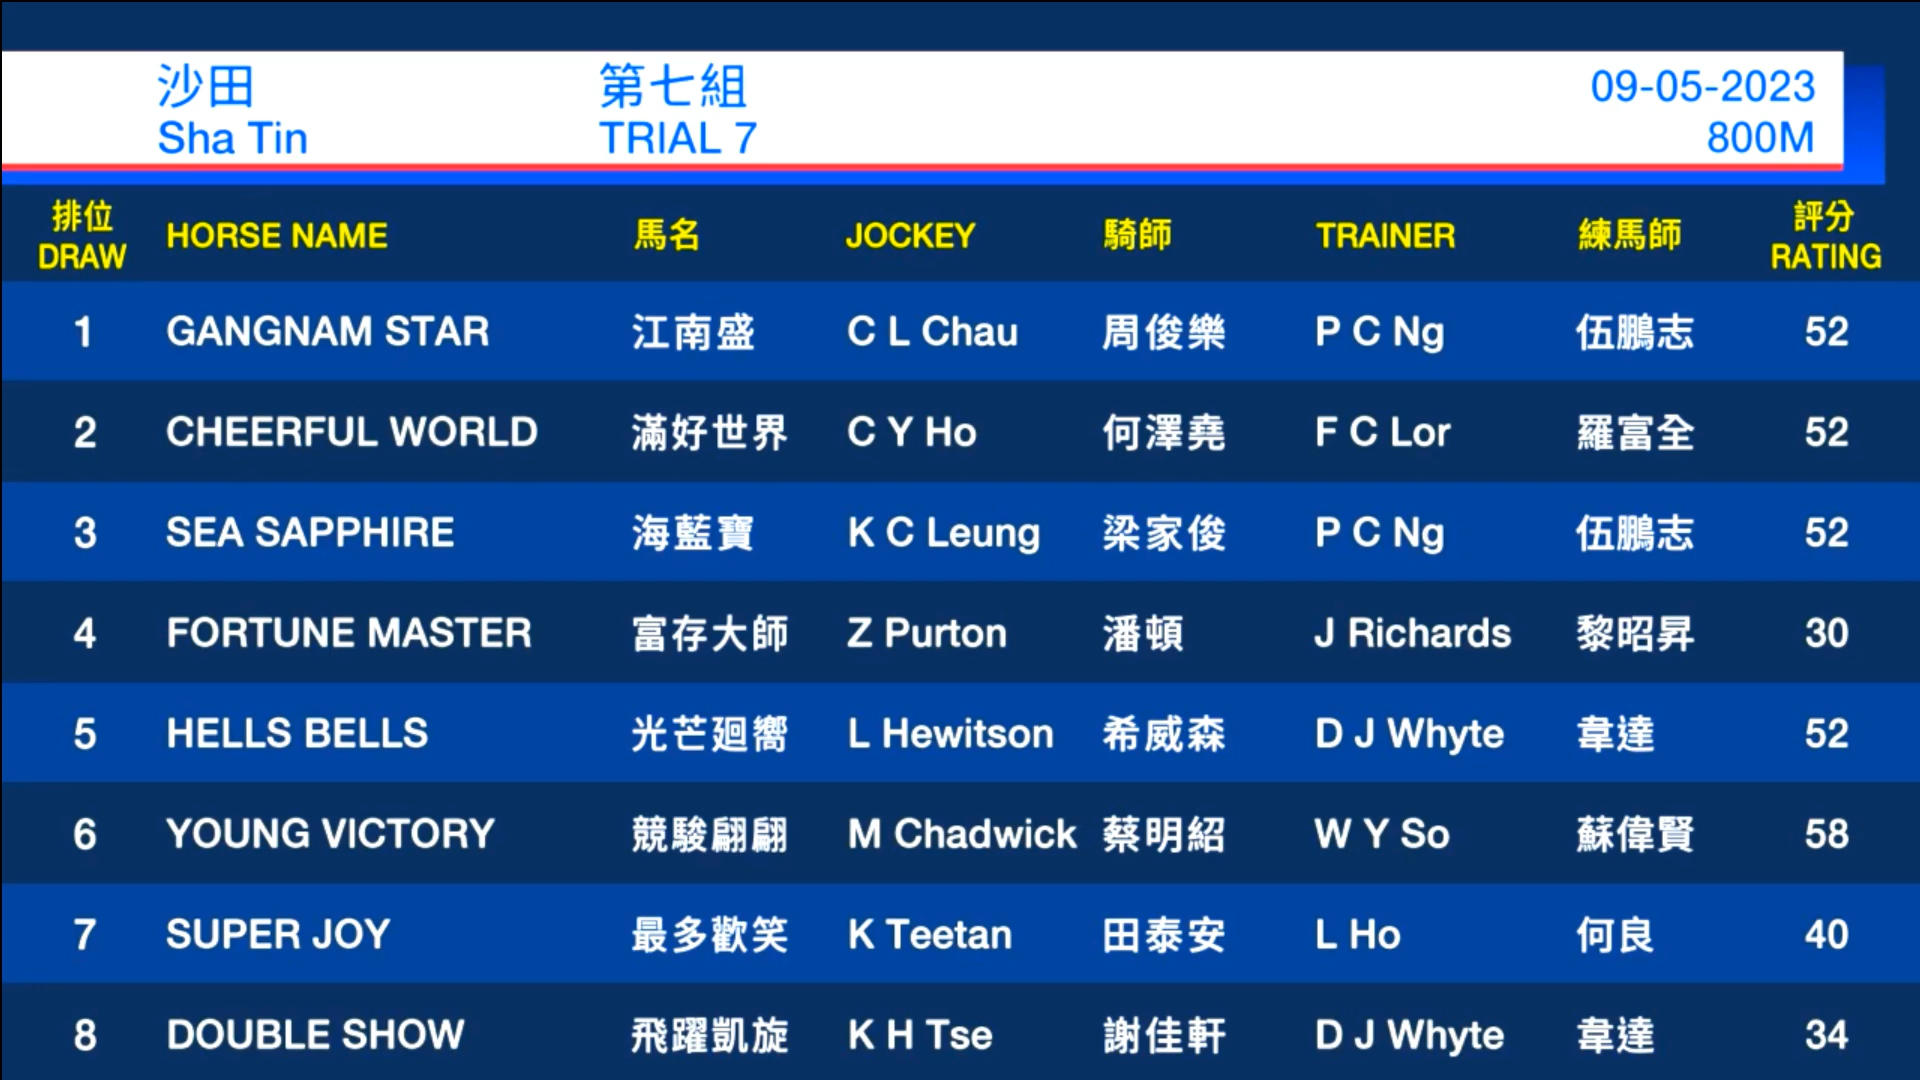 沙田 第七組 09-05-2023
Sha Tin TRIAL 7 800M
排位 DRAW HORSE NAME 馬名 JOCKEY 騎師 TRAINER 練馬師 評分 RATING
1 GANGNAM STAR 江南盛 C L Chau 周俊樂 P C Ng 伍鵬志 52
2 CHEERFUL WORLD 滿好世界 C Y Ho 何澤堯 F C Lor 羅富全 52
3 SEA SAPPHIRE 海藍寶 K C Leung 梁家俊 P C Ng 伍鵬志 52
4 FORTUNE MASTER 富存大師 Z Purton 潘頓 J Richards 黎昭昇 30
5 HELLS BELLS 光芒廻嚮 L Hewitson 希威森 D J Whyte 韋達 52
6 YOUNG VICTORY 競駿翩翩 M Chadwick 蔡明紹 W Y So 蘇偉賢 58
7 SUPER JOY 最多歡笑 K Teetan 田泰安 L Ho 何良 40
8 DOUBLE SHOW 飛躍凱旋 K H Tse 謝佳軒 D J Whyte 韋達 34